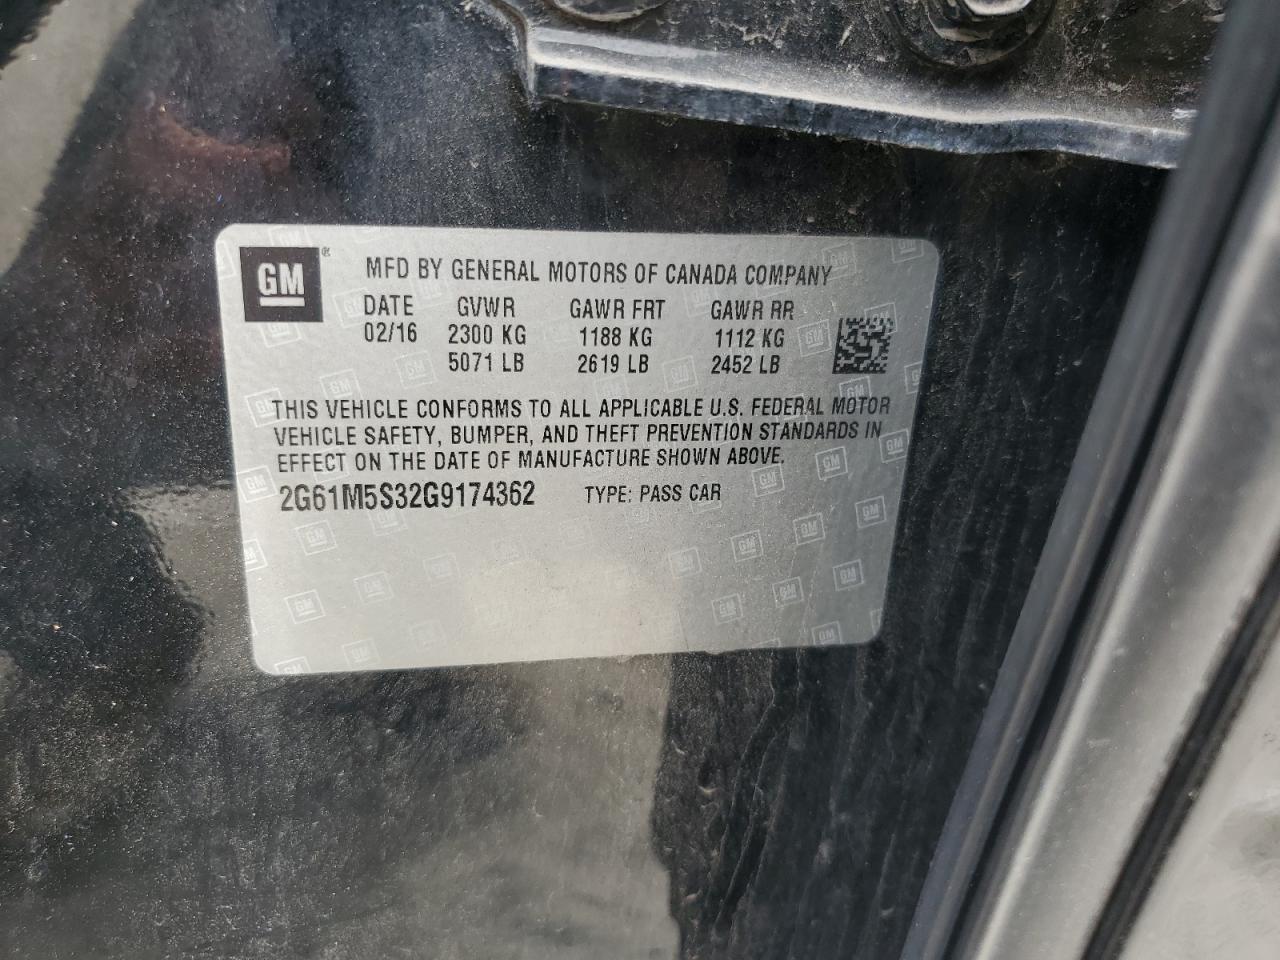 GM ® MFD BY GENERAL MOTORS OF CANADA COMPANY
DATE GVWR GAWR FRT GAWR RR
02/16 2300 KG 1188 KG 1112 KG
5071 LB 2619 LB 2452 LB
THIS VEHICLE CONFORMS TO ALL APPLICABLE U.S. FEDERAL MOTOR
VEHICLE SAFETY, BUMPER, AND THEFT PREVENTION STANDARDS IN
EFFECT ON THE DATE OF MANUFACTURE SHOWN ABOVE.
2G61M5S32G9174362 TYPE: PASS CAR